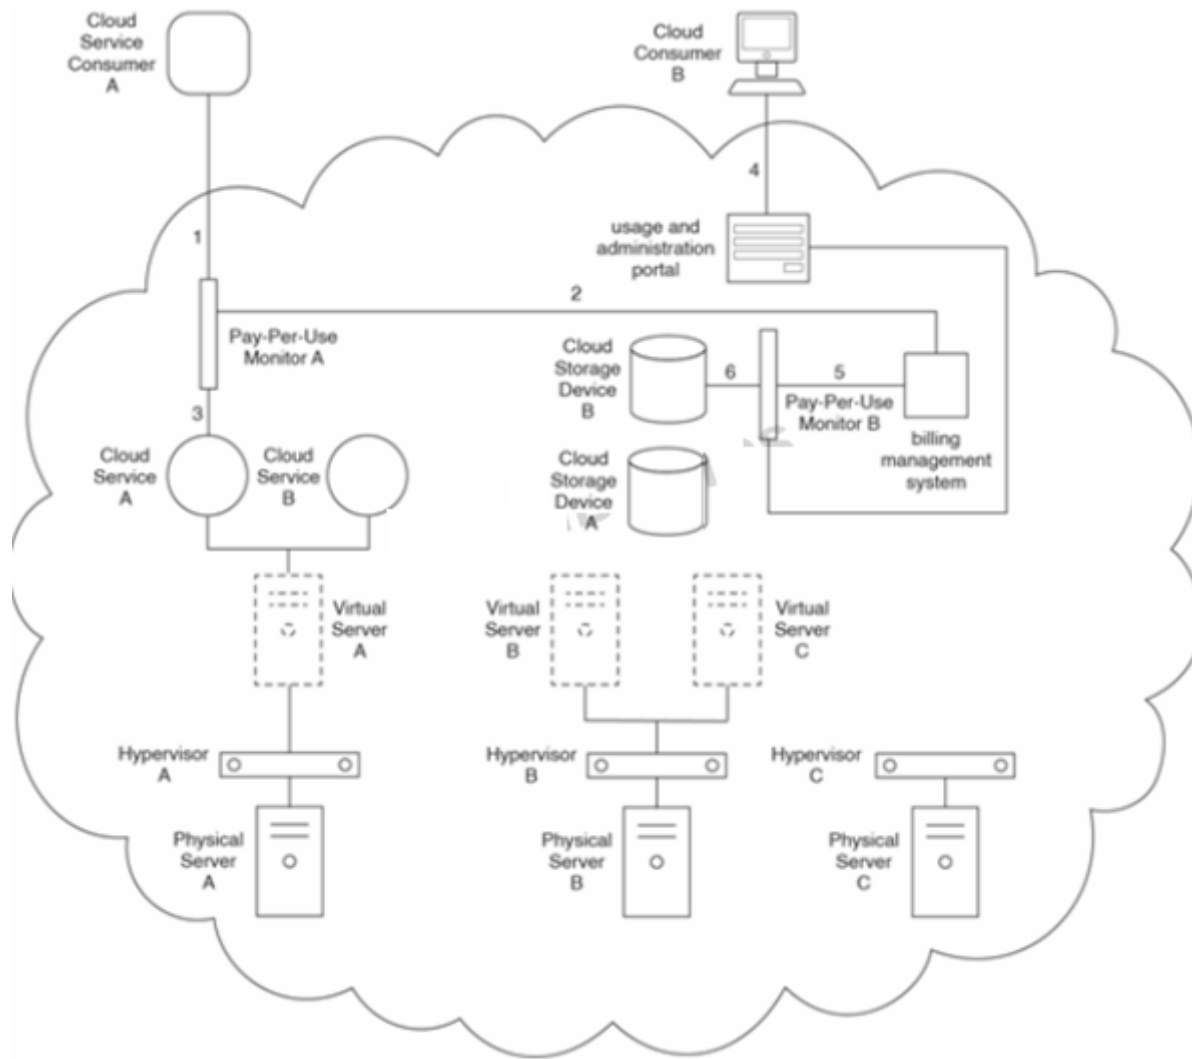 Cloud
Service
Consumer
A
Cloud
Consumer
B
4
usage and
administration
portal
1
2
Pay-Per-Use
Monitor A
Cloud
Storage
Device
B
6
5
Pay-Per-Use
Monitor B
billing
management
system
3
Cloud
Service
A
Cloud
Service
B
Cloud
Storage
Device
A
Virtual
Server
A
Virtual
Server
B
Virtual
Server
C
Hypervisor
A
Hypervisor
B
Hypervisor
C
Physical
Server
A
Physical
Server
B
Physical
Server
C